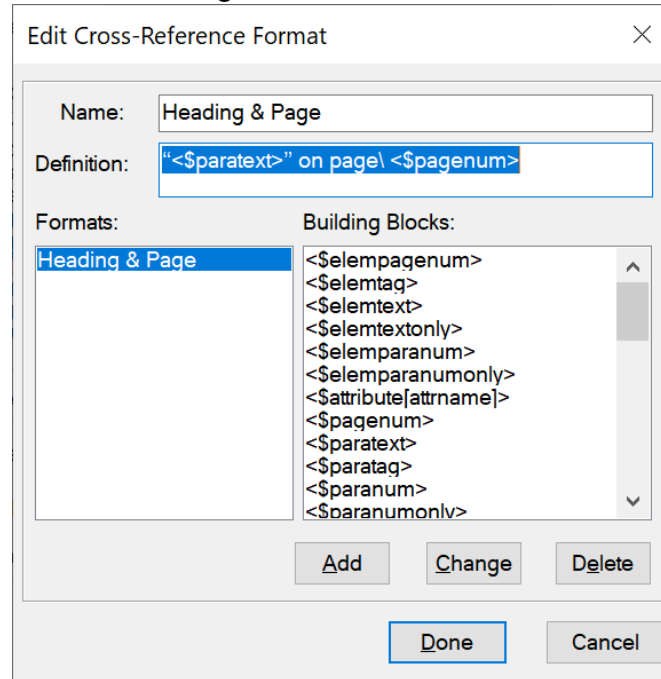 Edit Cross-Reference Format
Name: Heading & Page
Definition: “<$paratext>” on page\ <$pagenum>
Formats:
Heading & Page
Building Blocks:
<$elempagenum>
<$elemtag>
<$elemtext>
<$elemtextonly>
<$elemparanum>
<$elemparanumonly>
<$attribute[attrname]>
<$pagenum>
<$paratext>
<$paratag>
<$paranum>
<$paranumonly>
Add Change Delete
Done Cancel